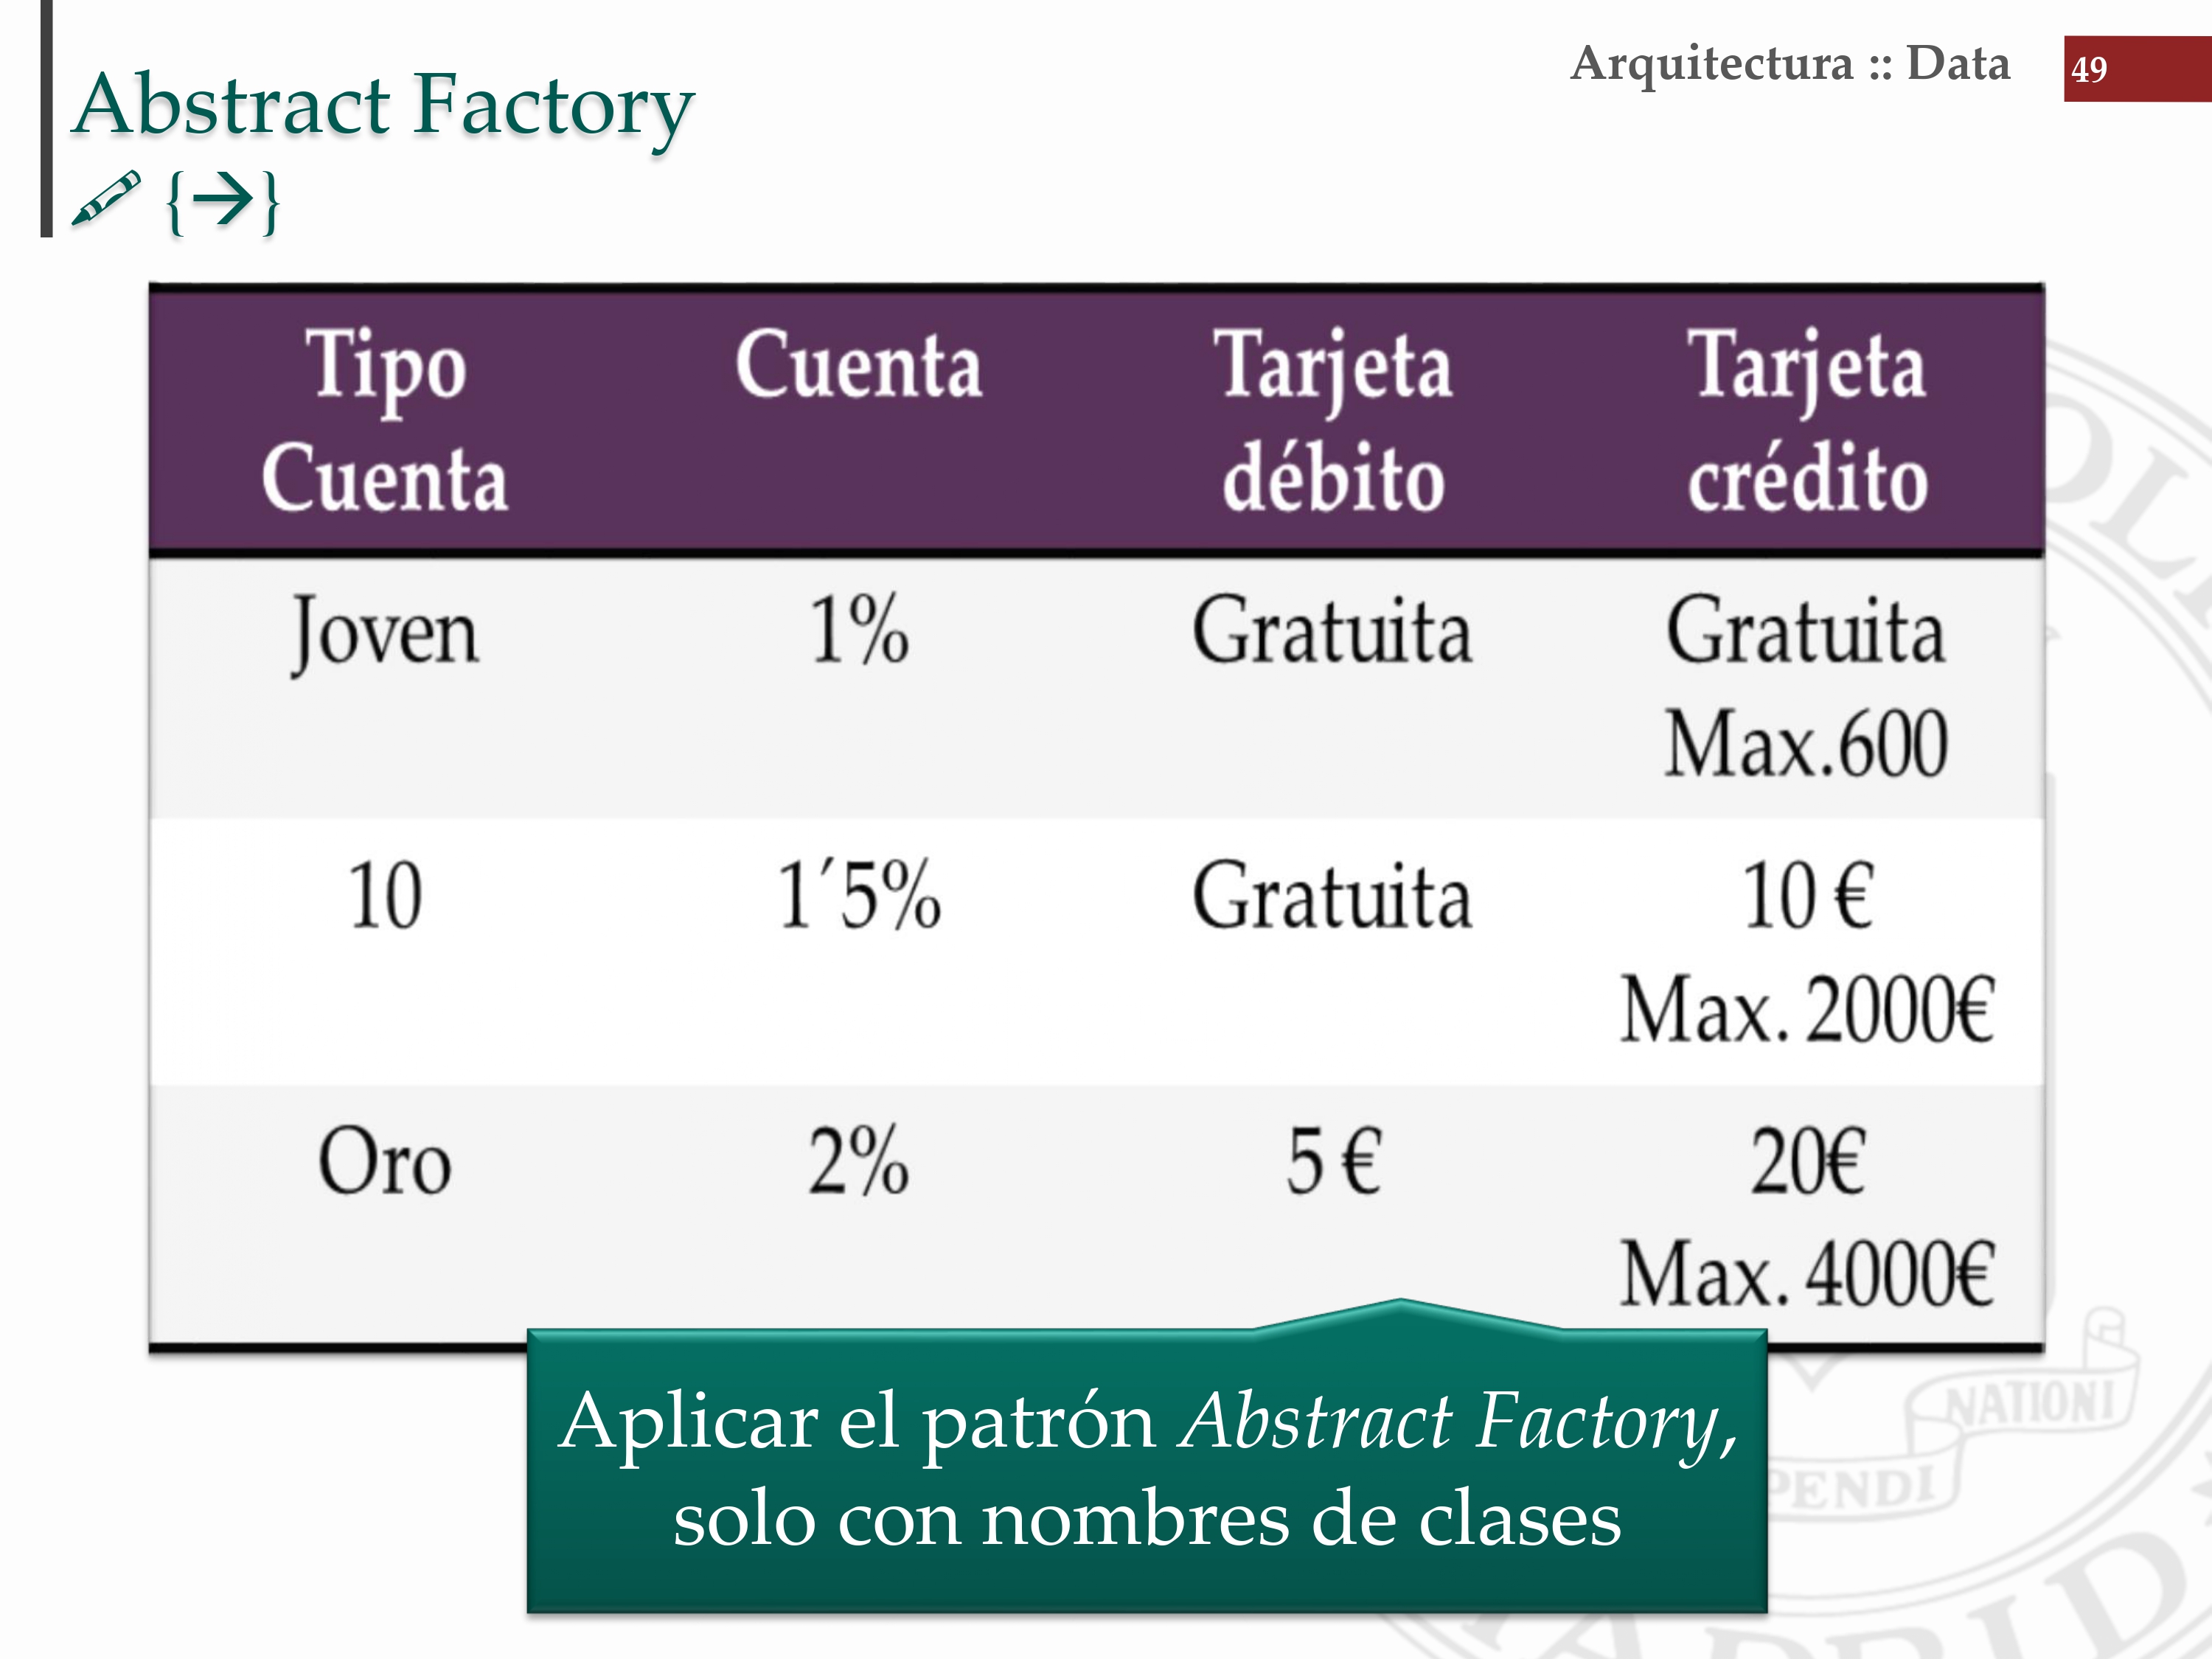 Arquitectura :: Data
49
Abstract Factory
{→}
Tipo Cuenta Tarjeta Tarjeta
Cuenta débito crédito
Joven 1% Gratuita Gratuita
Max.600
10 1´5% Gratuita 10 €
Max. 2000€
Oro 2% 5 € 20€
Max. 4000€
Aplicar el patrón Abstract Factory,
solo con nombres de clases
NATIONI